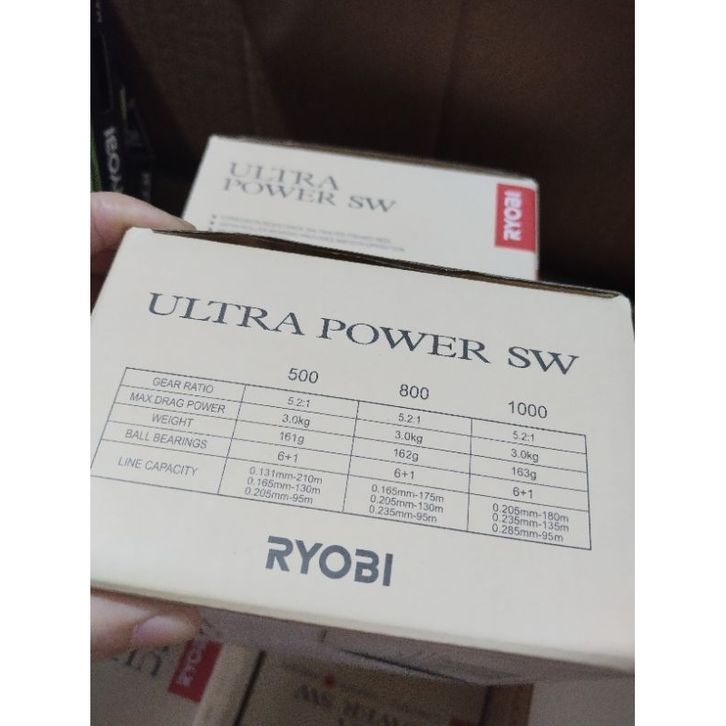 RYOBI
ULTRA
POWER SW
RYOBI
ULTRA POWER SW
500 800 1000
GEAR RATIO 5.2:1 5.2:1 5.2:1
MAX.DRAG POWER 3.0kg 3.0kg 3.0kg
WEIGHT 161g 162g 163g
BALL BEARINGS 6+1 6+1 6+1
LINE CAPACITY 0.131mm-210m 0.165mm-175m 0.205mm-180m
0.165mm-130m 0.205mm-130m 0.235mm-135m
0.205mm-95m 0.235mm-95m 0.285mm-95m
RYOBI
RYOBI